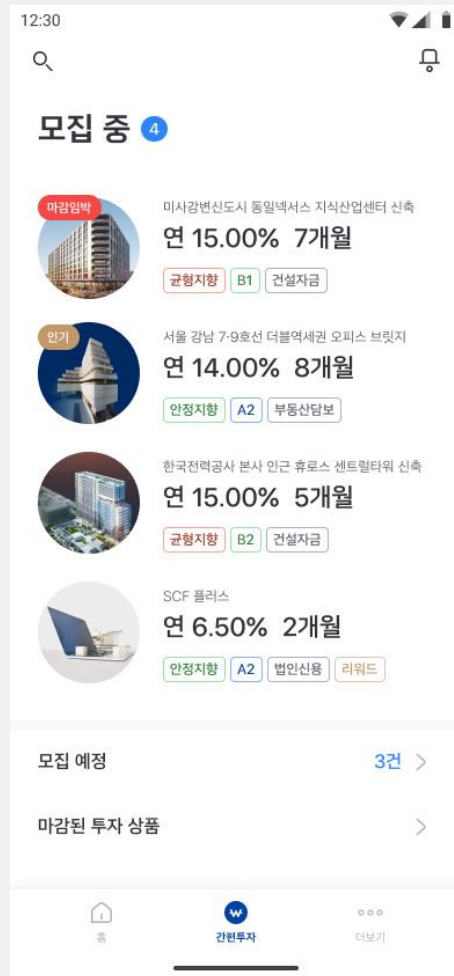 12:30
모집 중 4
마감임박
미사강변신도시 동일넥서스 지식산업센터 신축
연 15.00% 7개월
균형지향 B1 건설자금
인기
서울 강남 7·9호선 더블역세권 오피스 브릿지
연 14.00% 8개월
안정지향 A2 부동산담보
한국전력공사 본사 인근 휴로스 센트럴타워 신축
연 15.00% 5개월
균형지향 B2 건설자금
SCF 플러스
연 6.50% 2개월
안정지향 A2 법인신용 리워드
모집 예정 3건
마감된 투자 상품
홈 간편투자 더보기